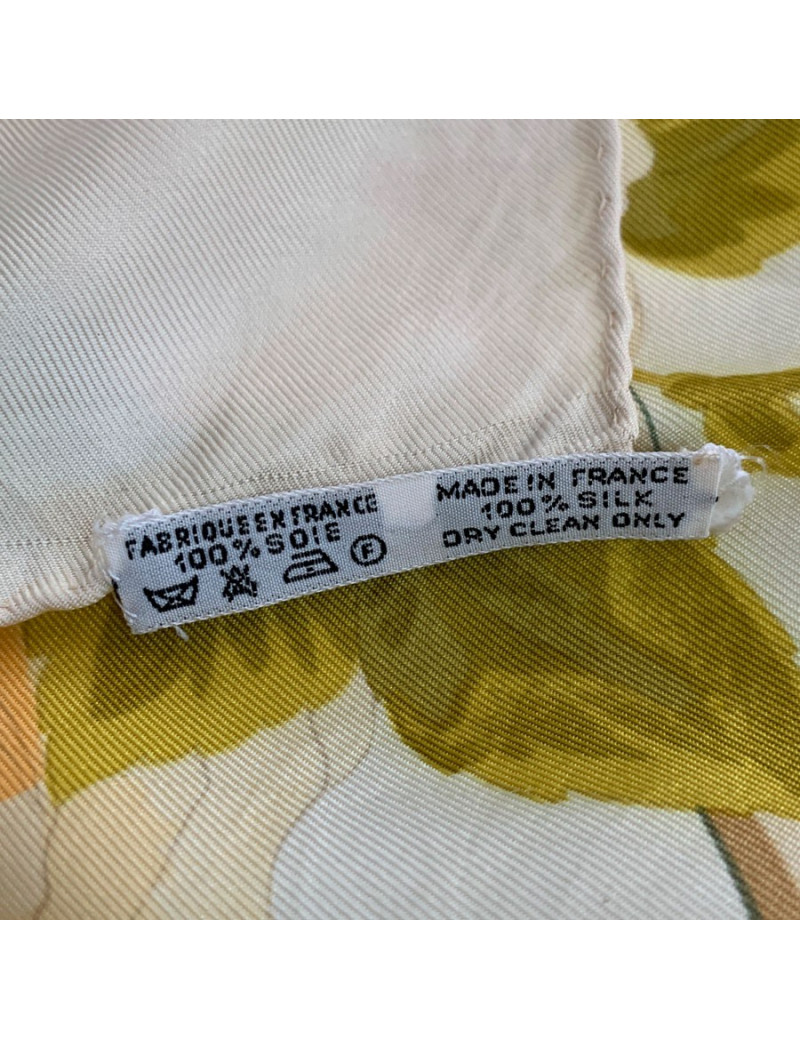 FABRIQUE EN FRANCE
100% SOIE
F
MADE IN FRANCE
100% SILK
DRY CLEAN ONLY